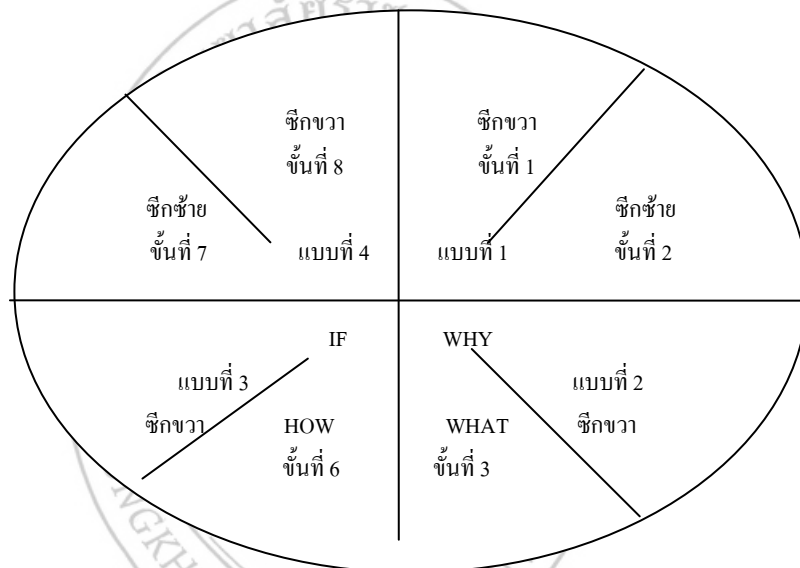 ซีกขวา
ขั้นที่ 8
ซีกขวา
ขั้นที่ 1
ซีกซ้าย
ขั้นที่ 7
ซีกซ้าย
ขั้นที่ 2
แบบที่ 4
แบบที่ 1
IF
WHY
แบบที่ 3
ซีกขวา
แบบที่ 2
ซีกขวา
HOW
ขั้นที่ 6
WHAT
ขั้นที่ 3